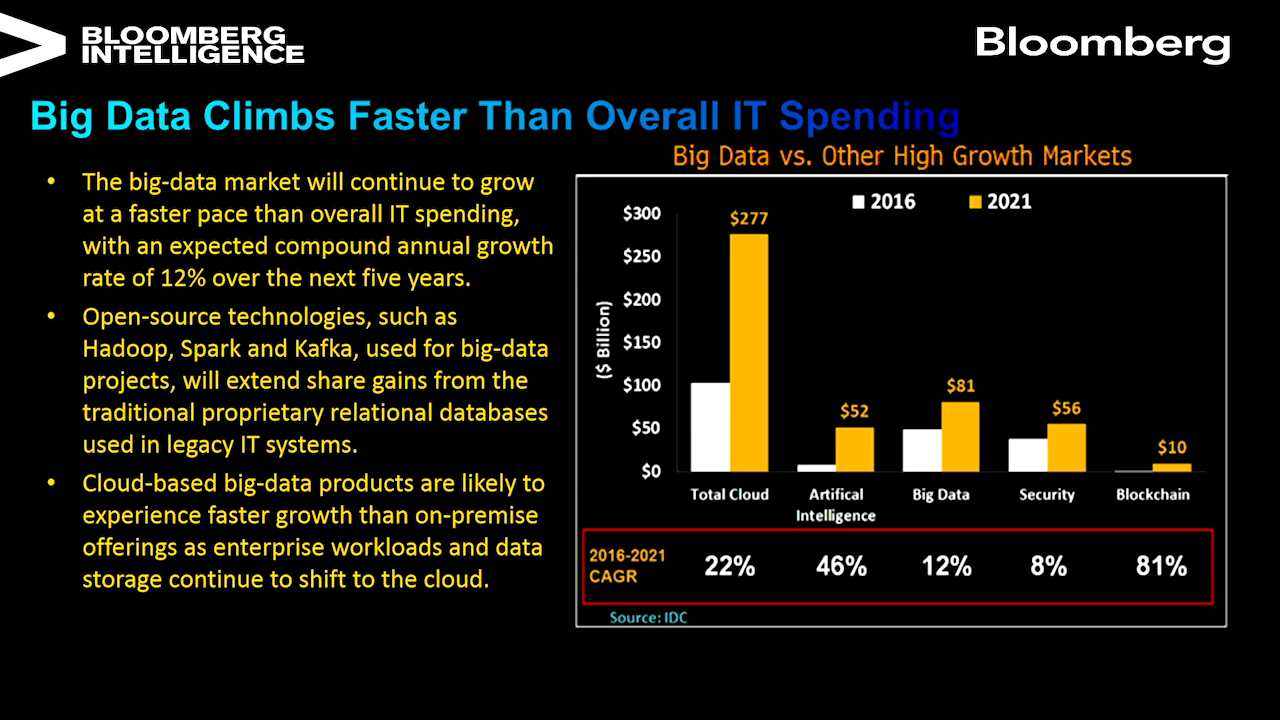 BLOOMBERG
INTELLIGENCE
Bloomberg
Big Data Climbs Faster Than Overall IT Spending
• The big-data market will continue to grow
at a faster pace than overall IT spending,
with an expected compound annual growth
rate of 12% over the next five years.
• Open-source technologies, such as
Hadoop, Spark and Kafka, used for big-data
projects, will extend share gains from the
traditional proprietary relational databases
used in legacy IT systems.
• Cloud-based big-data products are likely to
experience faster growth than on-premise
offerings as enterprise workloads and data
storage continue to shift to the cloud.
Big Data vs. Other High Growth Markets
2016 2021
($ Billion)
$300
$250
$200
$150
$100
$50
$0
$277
$52
$81
$56
$10
Total Cloud
Artifical
Intelligence
Big Data
Security
Blockchain
2016-2021
CAGR
22% 46% 12% 8% 81%
Source: IDC